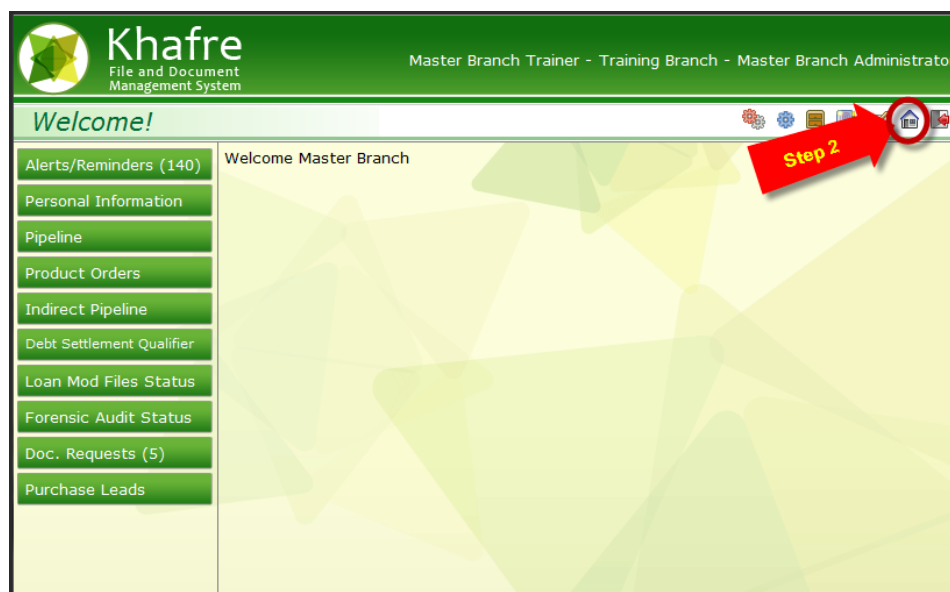 Khafre
File and Document
Management System
Master Branch Trainer - Training Branch - Master Branch Administrato
Welcome!
Step 2
Alerts/Reminders (140)
Welcome Master Branch
Personal Information
Pipeline
Product Orders
Indirect Pipeline
Debt Settlement Qualifier
Loan Mod Files Status
Forensic Audit Status
Doc. Requests (5)
Purchase Leads